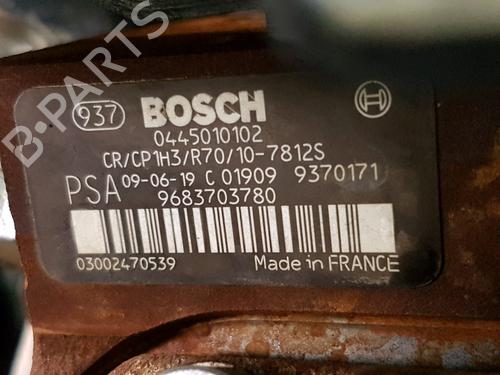 B-PARTS
937 BOSCH
0445010102
CR/CP1H3/R70/10-7812S
PSA 09-06-19 C 01909 9370171
9683703780
03002470539 Made in FRANCE